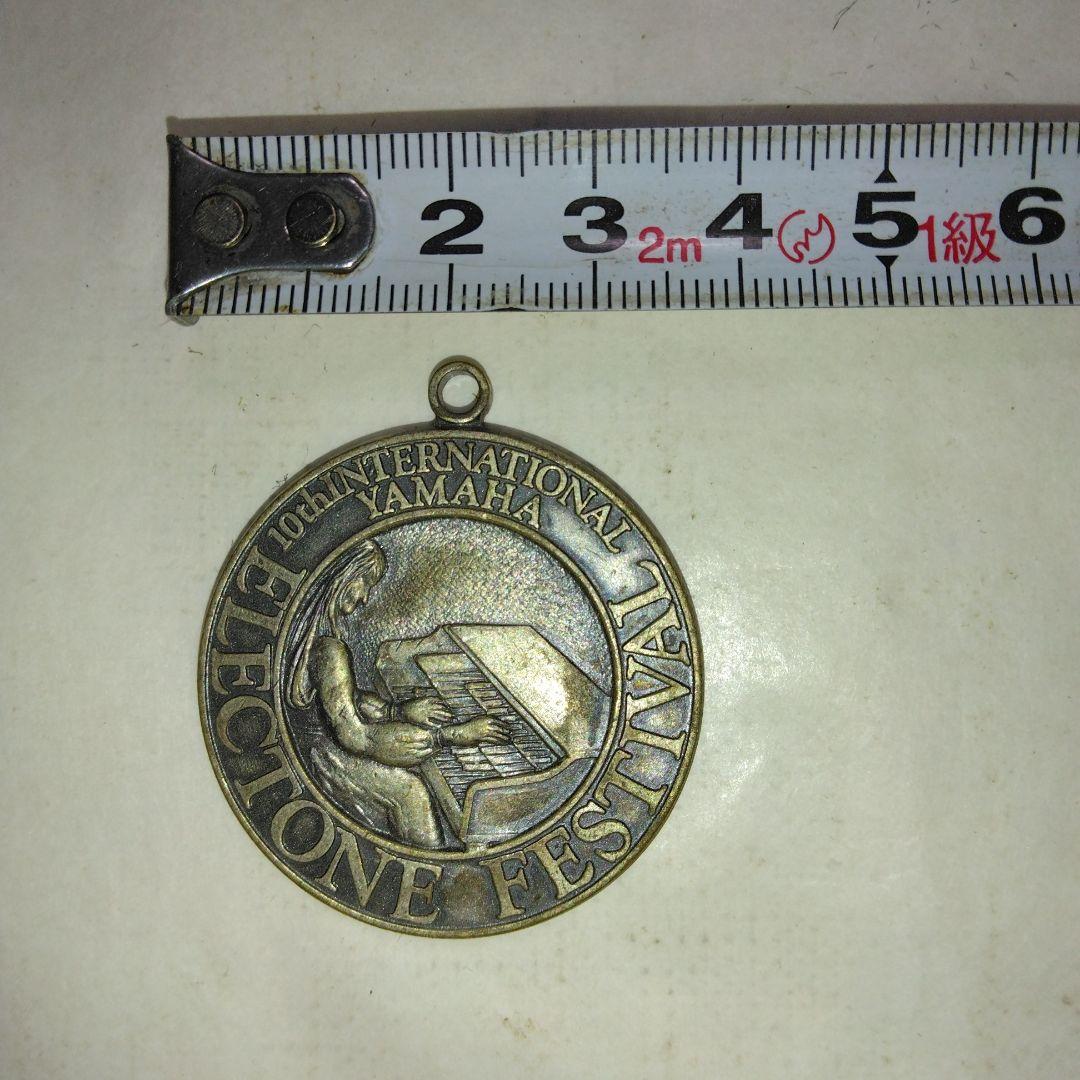 2 3 2m 4 5 1級 6
10th INTERNATIONAL
YAMAHA
ELECTONE FESTIVAL